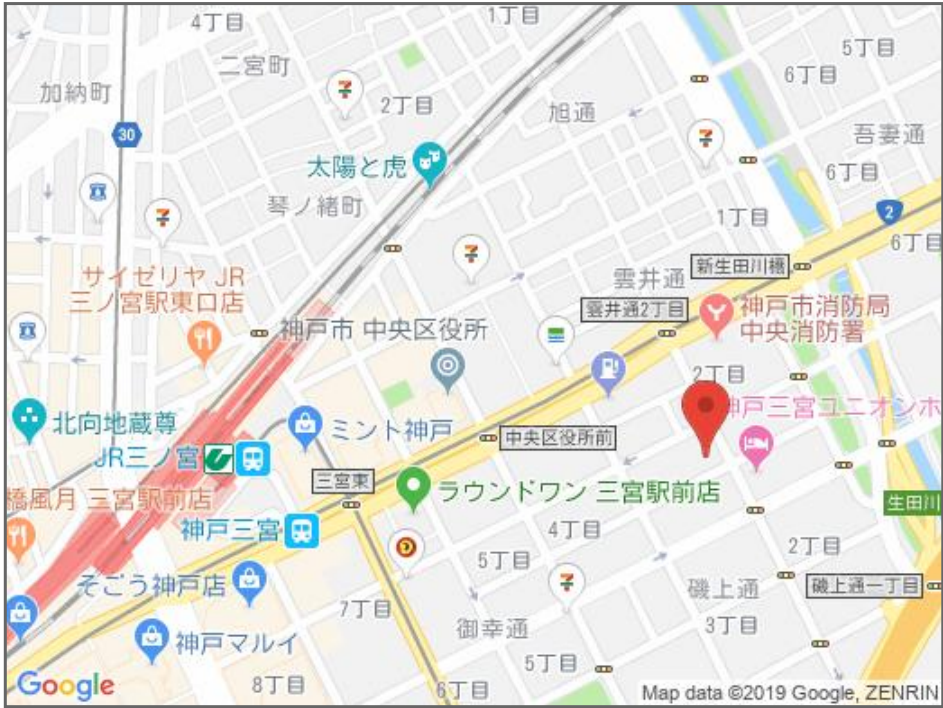 1丁目
4丁目
二宮町
5丁目
6丁目
加納町
2丁目
旭通
30
吾妻通
太陽と虎
6丁目
琴ノ緒町
1丁目
2
6丁目
サイゼリヤ JR
三ノ宮駅東口店
雲井通
新生田川橋
雲井通2丁目
神戸市消防局
中央消防署
神戸市 中央区役所
2丁目
神戸三宮ユニオンホ
北向地蔵尊
ミント神戸
中央区役所前
JR三ノ宮
三宮東
ラウンドワン 三宮駅前店
橋風月 三宮駅前店
生田川
神戸三宮
4丁目
2丁目
5丁目
そごう神戸店
磯上通
磯上通一丁目
7丁目
御幸通
3丁目
神戸マルイ
5丁目
8丁目
6丁目
Google
Map data ©2019 Google, ZENRIN